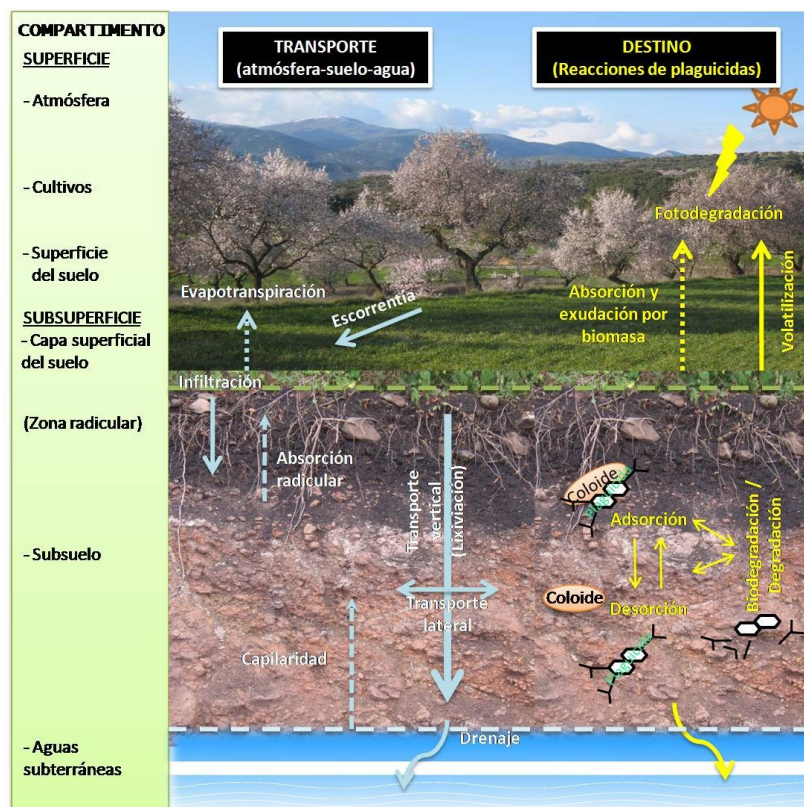 COMPARTIMENTO
SUPERFICIE
- Atmósfera
- Cultivos
- Superficie
del suelo
SUBSUPERFICIE
- Capa superficial
del suelo
(Zona radicular)
- Subsuelo
- Aguas
subterráneas
TRANSPORTE
(atmósfera-suelo-agua)
Evapotranspiración
Escorrentía
Infiltración
Absorción
radicular
Transporte
vertical
(Lixiviación)
Transporte
lateral
Capilaridad
Drenaje
DESTINO
(Reacciones de plaguicidas)
Fotodegradación
Absorción y
exudación por
biomasa
Volatilización
Coloide
Adsorción
Biodegradación /
Degradación
Coloide
Desorción